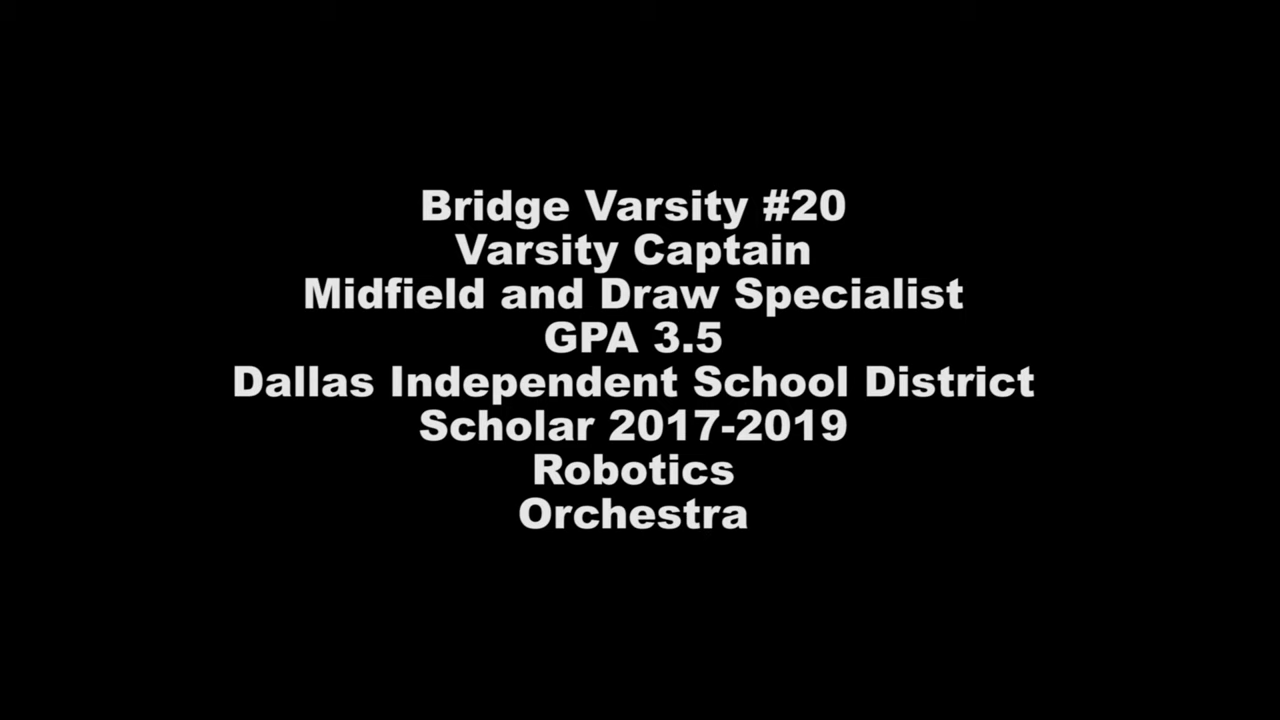 Bridge Varsity #20
Varsity Captain
Midfield and Draw Specialist
GPA 3.5
Dallas Independent School District
Scholar 2017-2019
Robotics
Orchestra